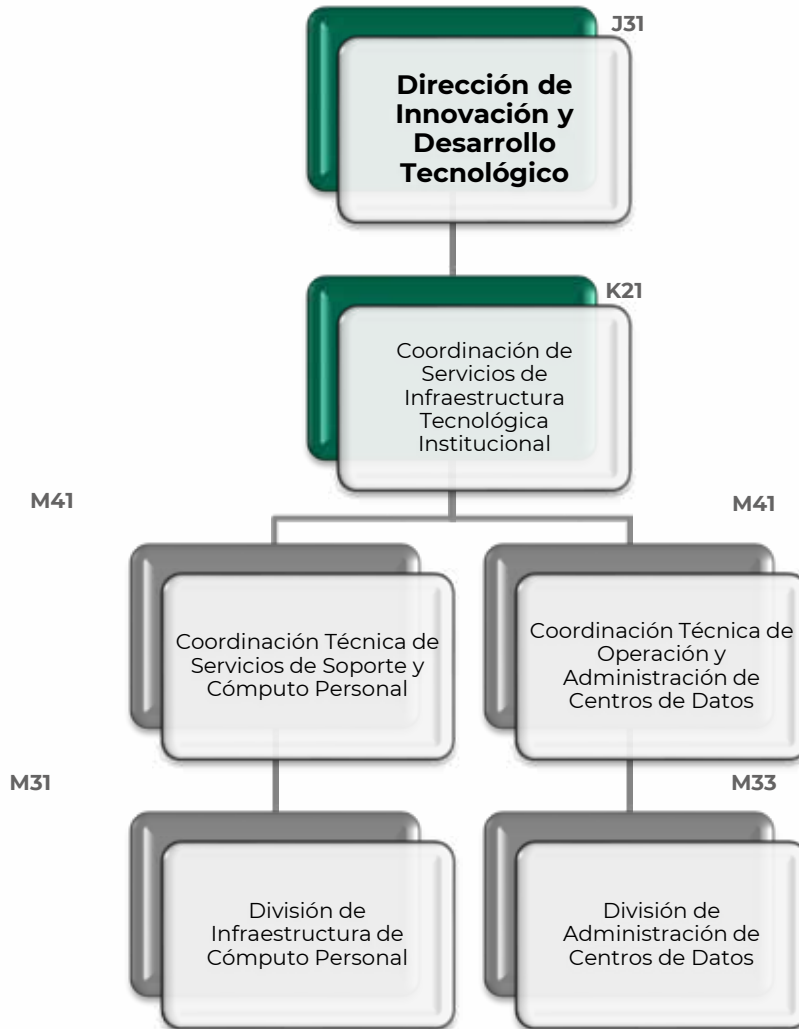 J31
Dirección de
Innovación y
Desarrollo
Tecnológico
K21
Coordinación de
Servicios de
Infraestructura
Tecnológica
Institucional
M41
M41
Coordinación Técnica de
Servicios de Soporte y
Cómputo Personal
Coordinación Técnica de
Operación y
Administración de
Centros de Datos
M31
M33
División de
Infraestructura de
Cómputo Personal
División de
Administración de
Centros de Datos